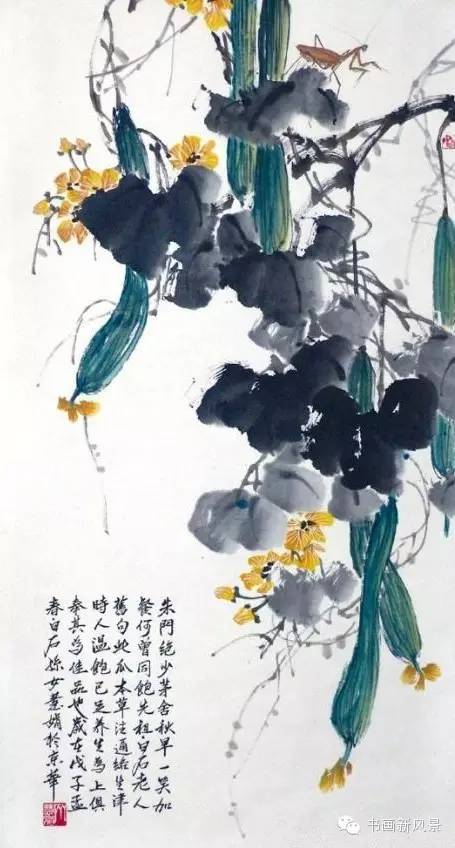 朱門絕少茅舍秋早一笑加
餐何曾同飽先祖白石老人
舊句此瓜本草注通經生津
時人溫飽已足養生為上俱
奉其為佳品也歲在戊子孟
春白石孫女慧娟於京華
书画新风景